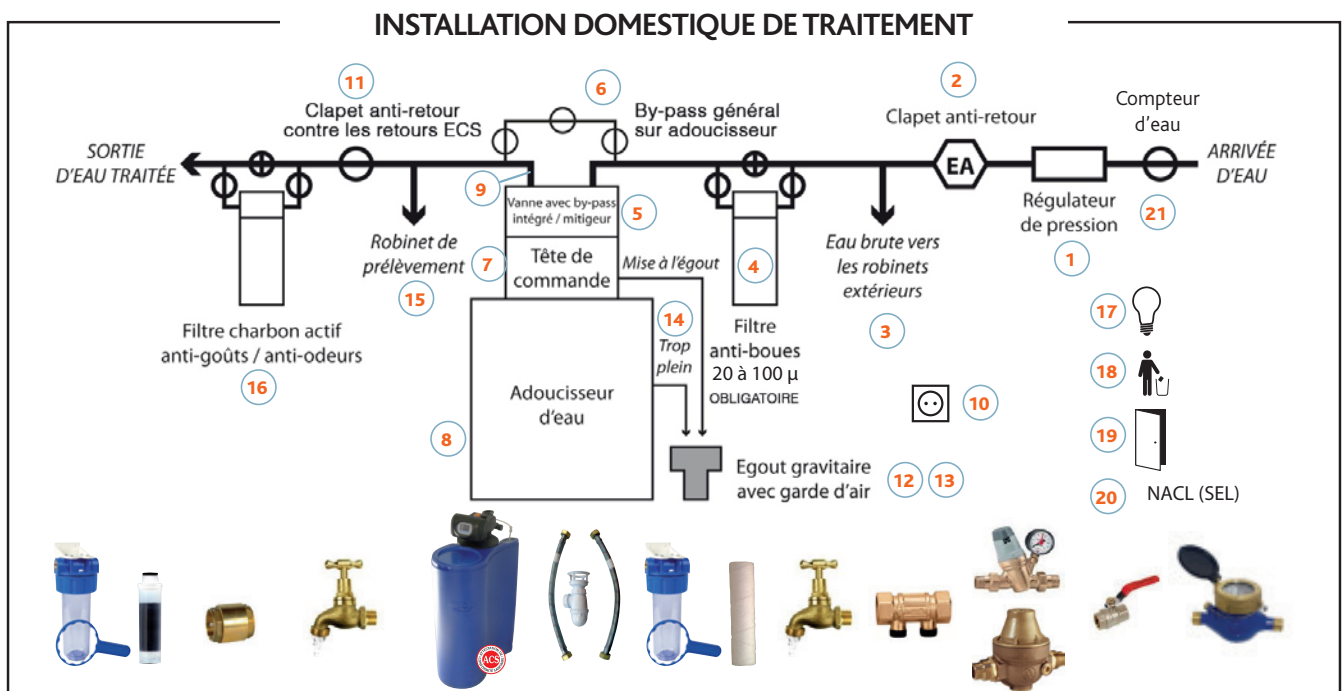 INSTALLATION DOMESTIQUE DE TRAITEMENT
11
Clapet anti-retour
contre les retours ECS
6
By-pass général
sur adoucisseur
2
Clapet anti-retour
Compteur
d'eau
SORTIE
D'EAU TRAITÉE
EA
ARRIVÉE
D'EAU
9
Vanne avec by-pass
intégré / mitigeur
5
Régulateur
de pression
21
1
Robinet de
prélèvement
15
7
Tête de
commande
Mise à l'égout
4
Eau brute vers
les robinets
extérieurs
3
Filtre charbon actif
anti-goûts / anti-odeurs
16
14
Trop
plein
Filtre
anti-boues
20 à 100 µ
OBLIGATOIRE
17
18
10
8
Adoucisseur
d'eau
19
Egout gravitaire
avec garde d'air
12
13
20
NACL (SEL)
ACS